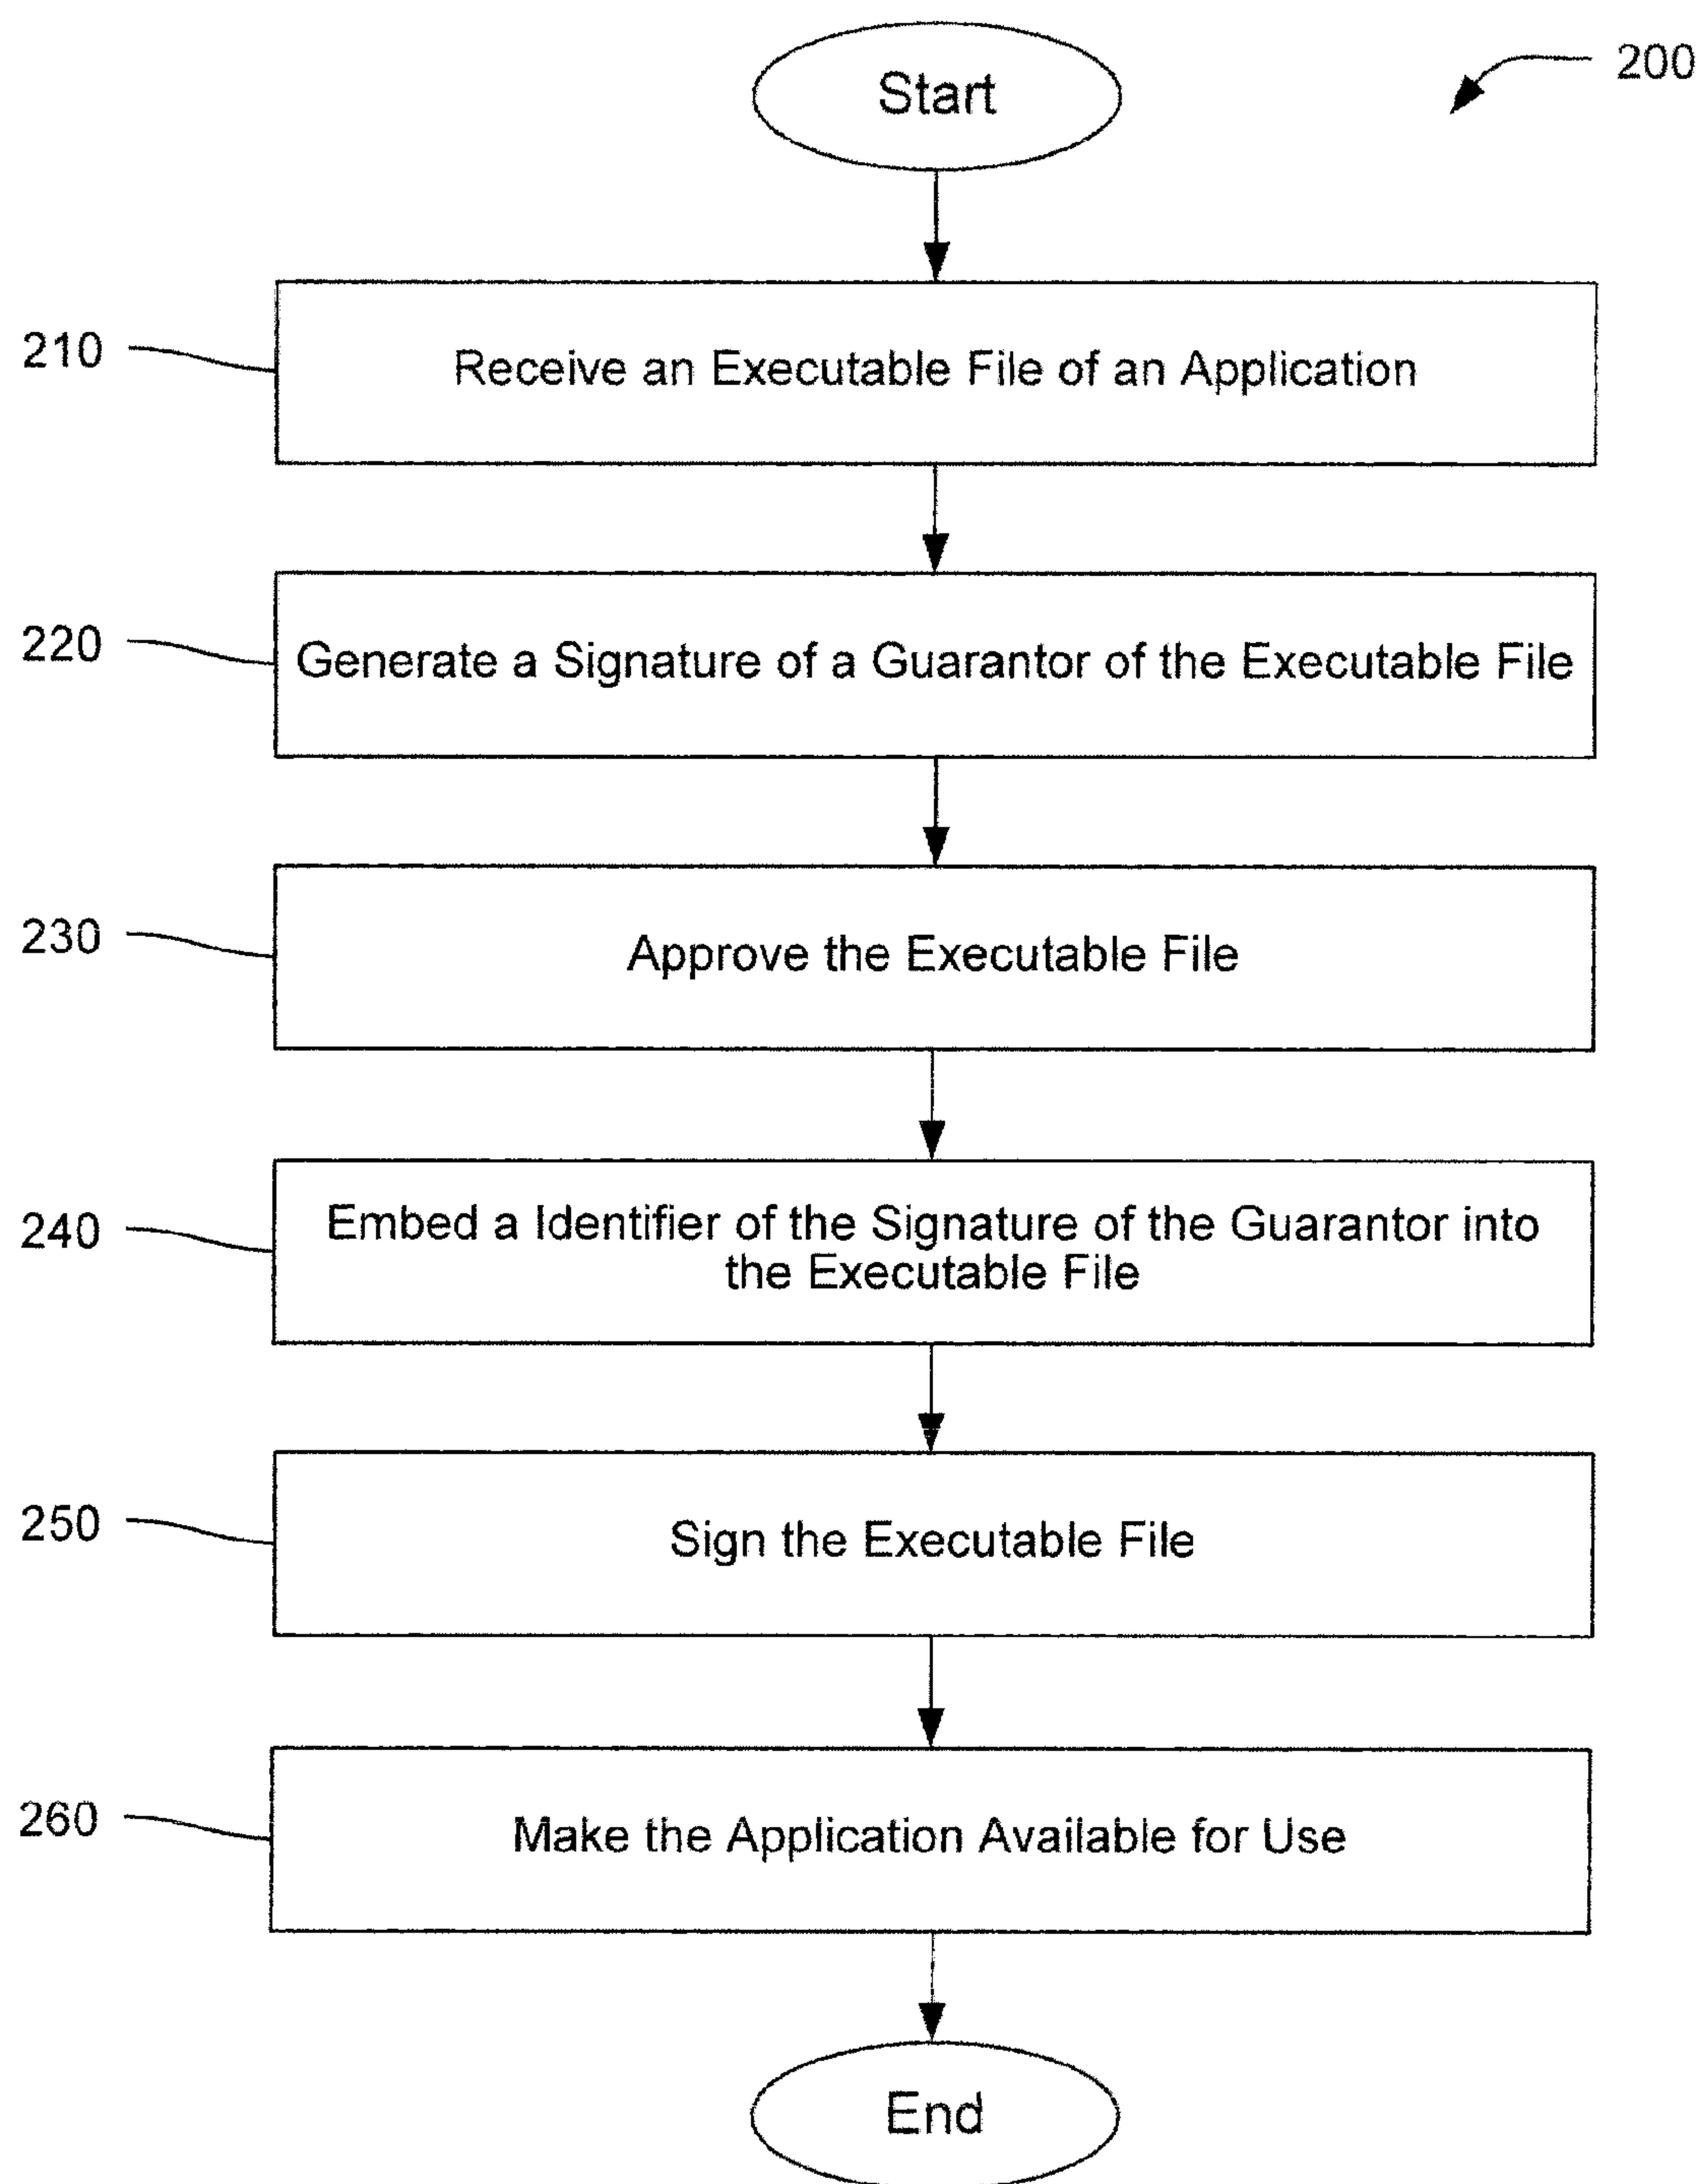 Start
200
210
Receive an Executable File of an Application
220
Generate a Signature of a Guarantor of the Executable File
230
Approve the Executable File
240
Embed a Identifier of the Signature of the Guarantor into
the Executable File
250
Sign the Executable File
260
Make the Application Available for Use
End